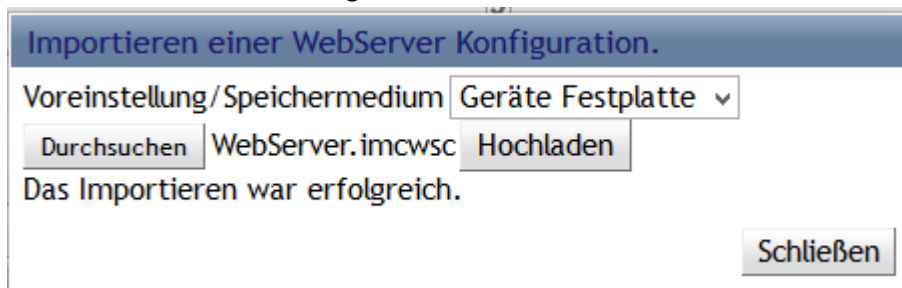 Importieren einer WebServer Konfiguration.
Voreinstellung/Speichermedium Geräte Festplatte
Durchsuchen WebServer.imcwsc Hochladen
Das Importieren war erfolgreich.
Schließen